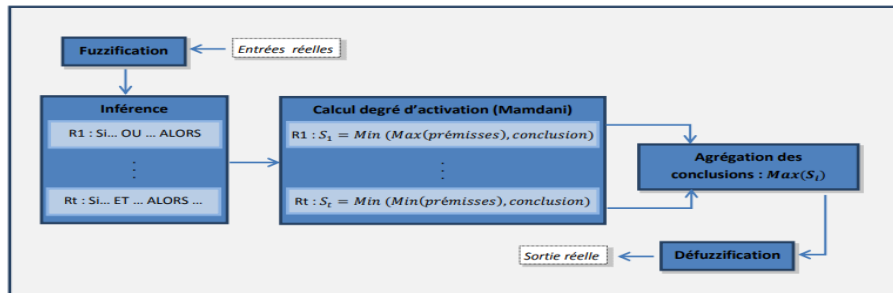 Fuzzification
Entrées réelles
Inférence
R1 : Si... OU ... ALORS
⋮
Rt : Si... ET ... ALORS ...
Calcul degré d'activation (Mamdani)
R1 : S₁ = Min (Max(prémisses), conclusion)
⋮
Rt : Sₜ = Min (Min(prémisses), conclusion)
Agrégation des
conclusions : Max(Sᵢ)
Sortie réelle
Défuzzification